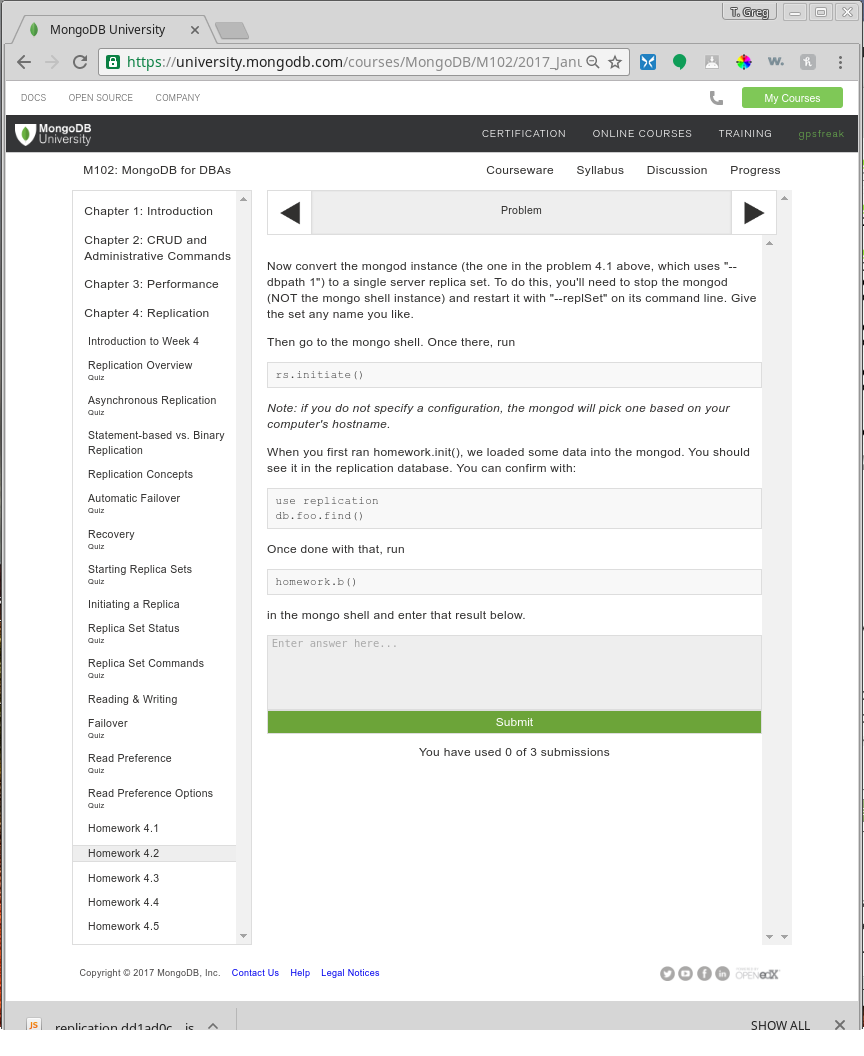 T. Greg
MongoDB University
https://university.mongodb.com/courses/MongoDB/M102/2017_Janu
DOCS OPEN SOURCE COMPANY
My Courses
MongoDB University
CERTIFICATION ONLINE COURSES TRAINING gpsfreak
M102: MongoDB for DBAs
Courseware Syllabus Discussion Progress
Chapter 1: Introduction
Chapter 2: CRUD and
Administrative Commands
Chapter 3: Performance
Chapter 4: Replication
Introduction to Week 4
Replication Overview
Quiz
Asynchronous Replication
Quiz
Statement-based vs. Binary
Replication
Replication Concepts
Automatic Failover
Quiz
Recovery
Quiz
Starting Replica Sets
Quiz
Initiating a Replica
Replica Set Status
Quiz
Replica Set Commands
Quiz
Reading & Writing
Failover
Quiz
Read Preference
Quiz
Read Preference Options
Quiz
Homework 4.1
Homework 4.2
Homework 4.3
Homework 4.4
Homework 4.5
Problem
Now convert the mongod instance (the one in the problem 4.1 above, which uses "--
dbpath 1") to a single server replica set. To do this, you'll need to stop the mongod
(NOT the mongo shell instance) and restart it with "--replSet" on its command line. Give
the set any name you like.
Then go to the mongo shell. Once there, run
rs.initiate()
Note: if you do not specify a configuration, the mongod will pick one based on your
computer's hostname.
When you first ran homework.init(), we loaded some data into the mongod. You should
see it in the replication database. You can confirm with:
use replication
db.foo.find()
Once done with that, run
homework.b()
in the mongo shell and enter that result below.
Enter answer here...
Submit
You have used 0 of 3 submissions
Copyright © 2017 MongoDB, Inc. Contact Us Help Legal Notices
OPENedX
JS
replication.dd1ad0c....js
SHOW ALL